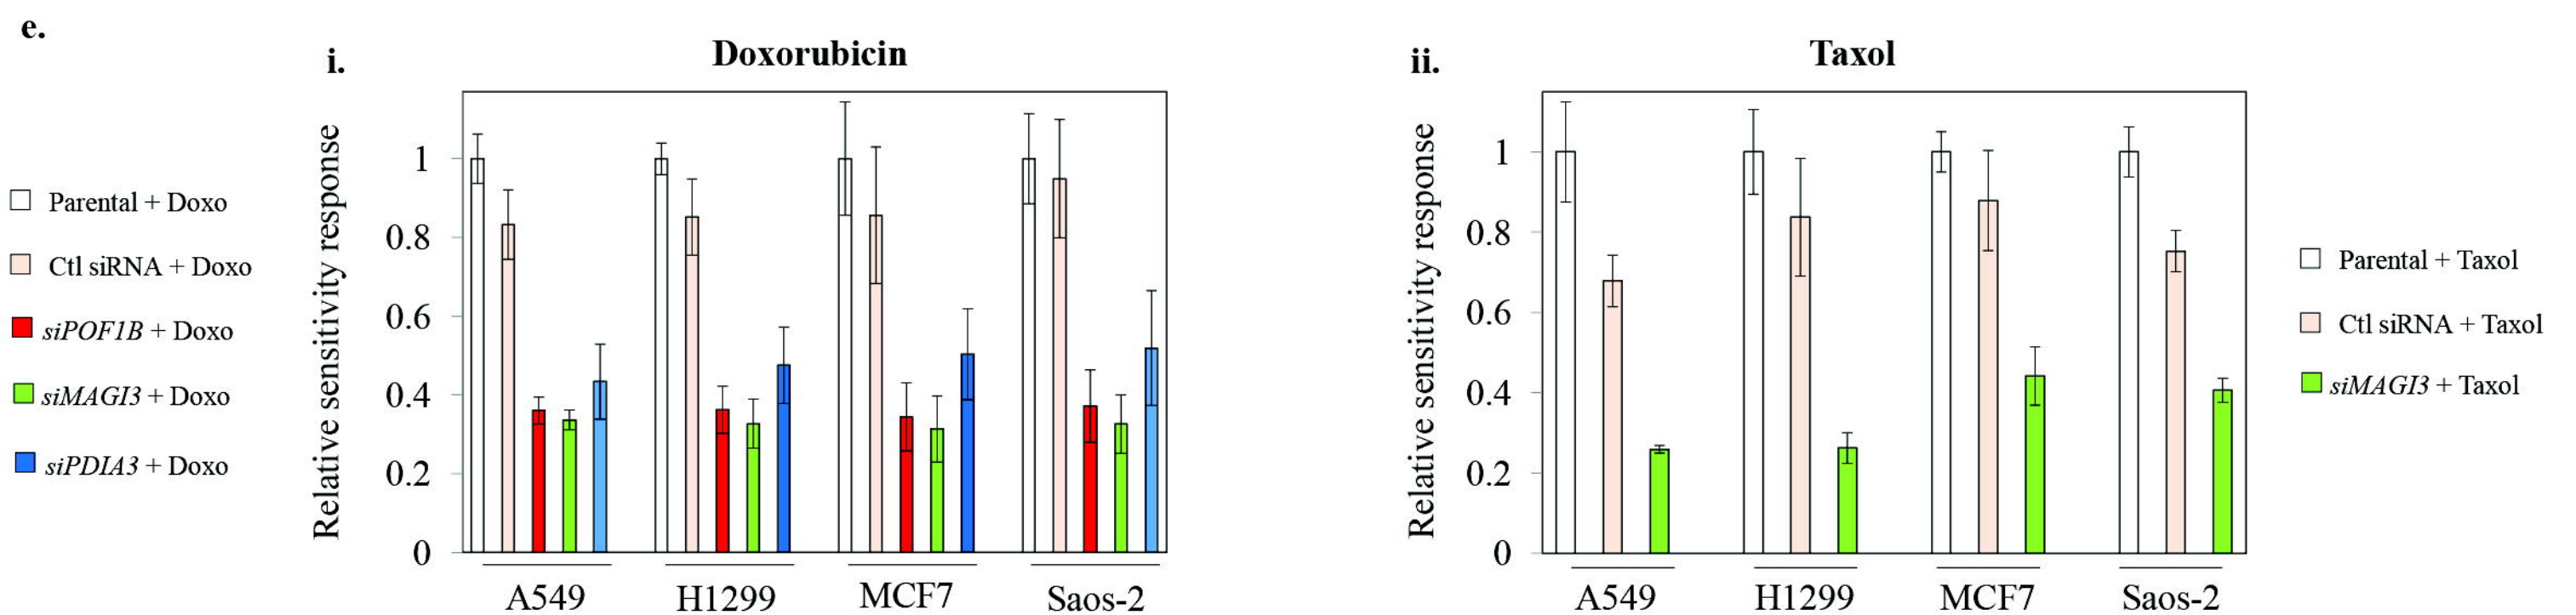 e.
i.
Doxorubicin
Parental + Doxo
Ctl siRNA + Doxo
siPOF1B + Doxo
siMAGI3 + Doxo
siPDIA3 + Doxo
Relative sensitivity response
1
0.8
0.6
0.4
0.2
0
A549
H1299
MCF7
Saos-2
ii.
Taxol
Relative sensitivity response
1
0.8
0.6
0.4
0.2
0
A549
H1299
MCF7
Saos-2
Parental + Taxol
Ctl siRNA + Taxol
siMAGI3 + Taxol